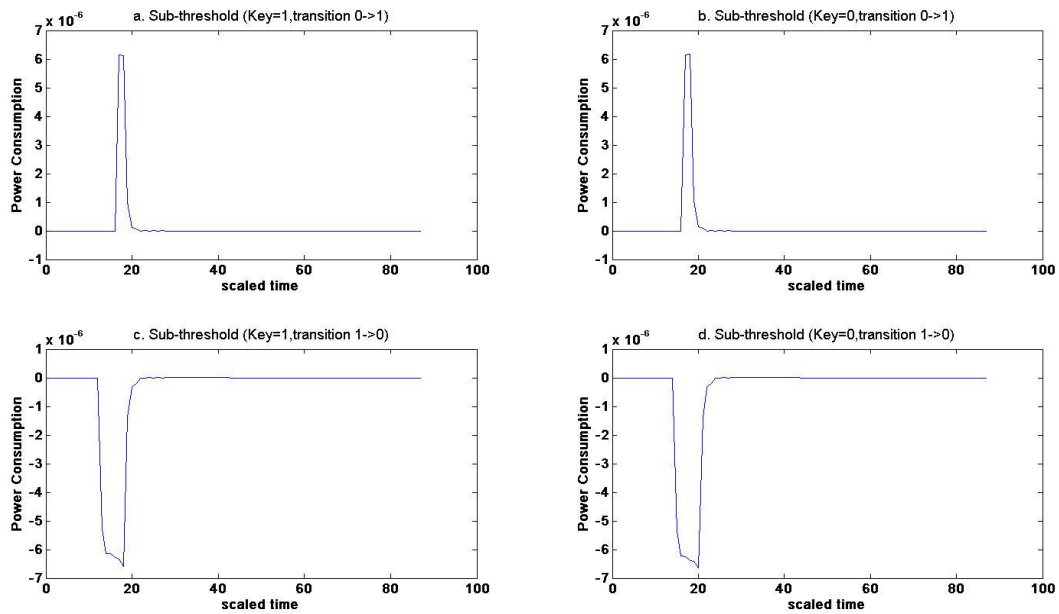 a. Sub-threshold (Key=1,transition 0->1)
x 10^-6
7
6
5
4
3
2
1
0
-1
Power Consumption
0 20 40 60 80 100
scaled time
b. Sub-threshold (Key=0,transition 0->1)
x 10^-6
7
6
5
4
3
2
1
0
-1
Power Consumption
0 20 40 60 80 100
scaled time
c. Sub-threshold (Key=1,transition 1->0)
x 10^-6
1
0
-1
-2
-3
-4
-5
-6
-7
Power Consumption
0 20 40 60 80 100
scaled time
d. Sub-threshold (Key=0,transition 1->0)
x 10^-6
1
0
-1
-2
-3
-4
-5
-6
-7
Power Consumption
0 20 40 60 80 100
scaled time